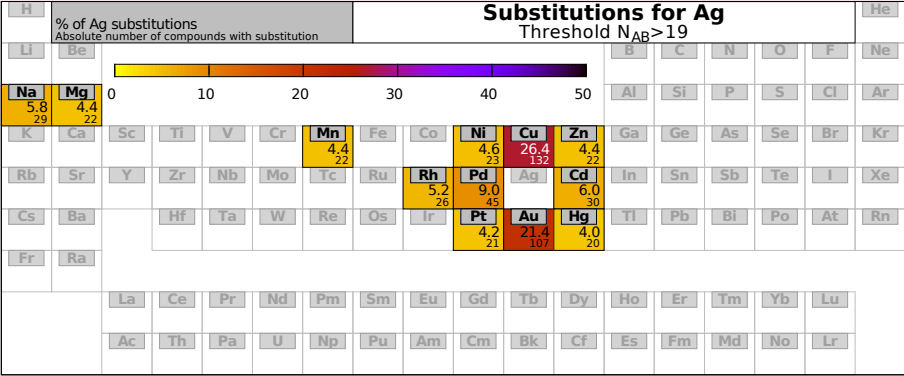 H Substitutions for Ag He
% of Ag substitutions
Absolute number of compounds with substitution Threshold N_AB>19
Li Be B C N O F Ne
Na Mg 0 10 20 30 40 50 Al Si P S Cl Ar
5.8 4.4
29 22
K Ca Sc Ti V Cr Mn Fe Co Ni Cu Zn Ga Ge As Se Br Kr
4.4 4.6 26.4 4.4
22 23 132 22
Rb Sr Y Zr Nb Mo Tc Ru Rh Pd Ag Cd In Sn Sb Te I Xe
5.2 9.0 6.0
26 45 30
Cs Ba Hf Ta W Re Os Ir Pt Au Hg Tl Pb Bi Po At Rn
4.2 21.4 4.0
21 107 20
Fr Ra
La Ce Pr Nd Pm Sm Eu Gd Tb Dy Ho Er Tm Yb Lu
Ac Th Pa U Np Pu Am Cm Bk Cf Es Fm Md No Lr